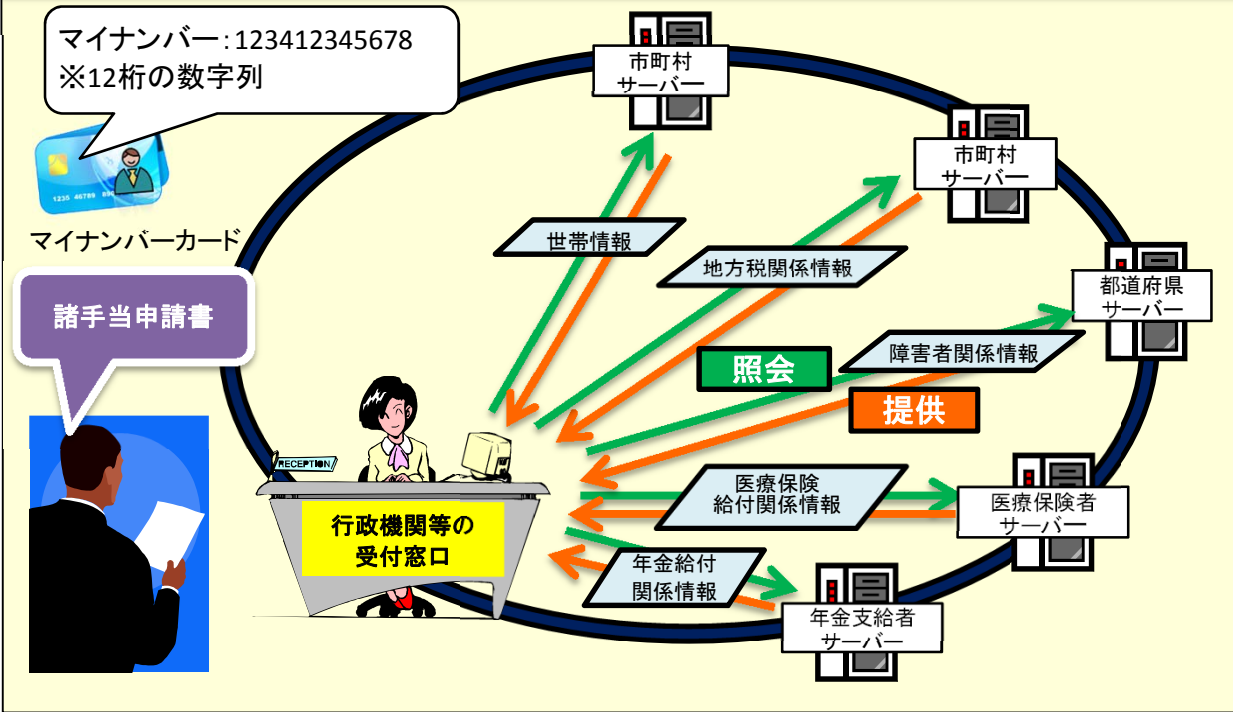 マイナンバー：123412345678
※12桁の数字列
マイナンバーカード
諸手当申請書
RECEPTION
行政機関等の
受付窓口
市町村
サーバー
市町村
サーバー
都道府県
サーバー
医療保険者
サーバー
年金支給者
サーバー
世帯情報
地方税関係情報
障害者関係情報
照会
提供
医療保険
給付関係情報
年金給付
関係情報